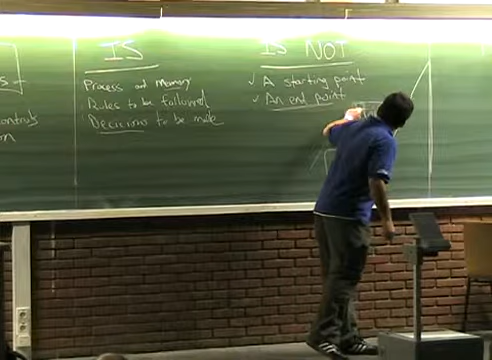 IS
Process and memory
Rules to be followed
Decisions to be made
IS NOT
✓ A starting point
✓ An end point